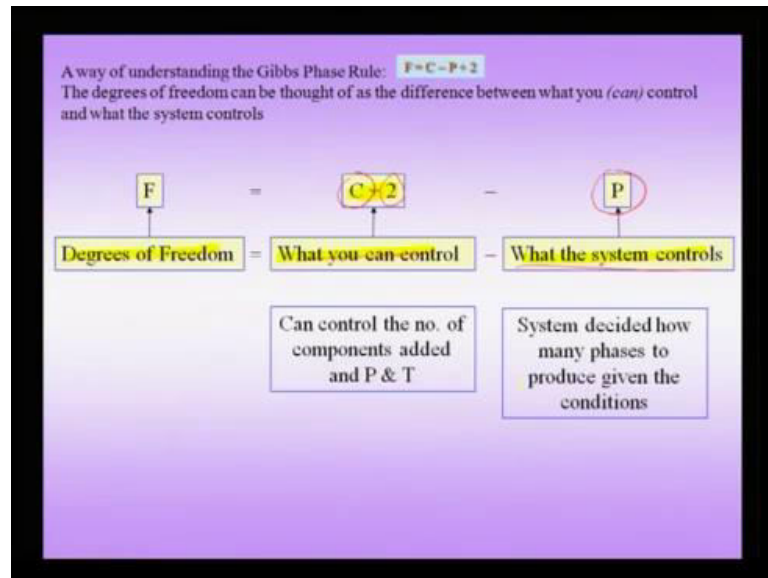 A way of understanding the Gibbs Phase Rule: F=C-P+2
The degrees of freedom can be thought of as the difference between what you (can) control
and what the system controls
F = C+2 − P
Degrees of Freedom = What you can control − What the system controls
Can control the no. of
components added
and P & T
System decided how
many phases to
produce given the
conditions